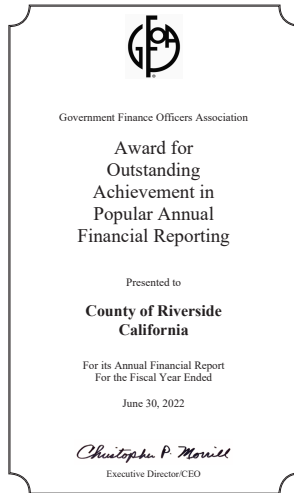 GFOA
Government Finance Officers Association
Award for
Outstanding
Achievement in
Popular Annual
Financial Reporting
Presented to
County of Riverside
California
For its Annual Financial Report
For the Fiscal Year Ended
June 30, 2022
Christopher P. Morrill
Executive Director/CEO